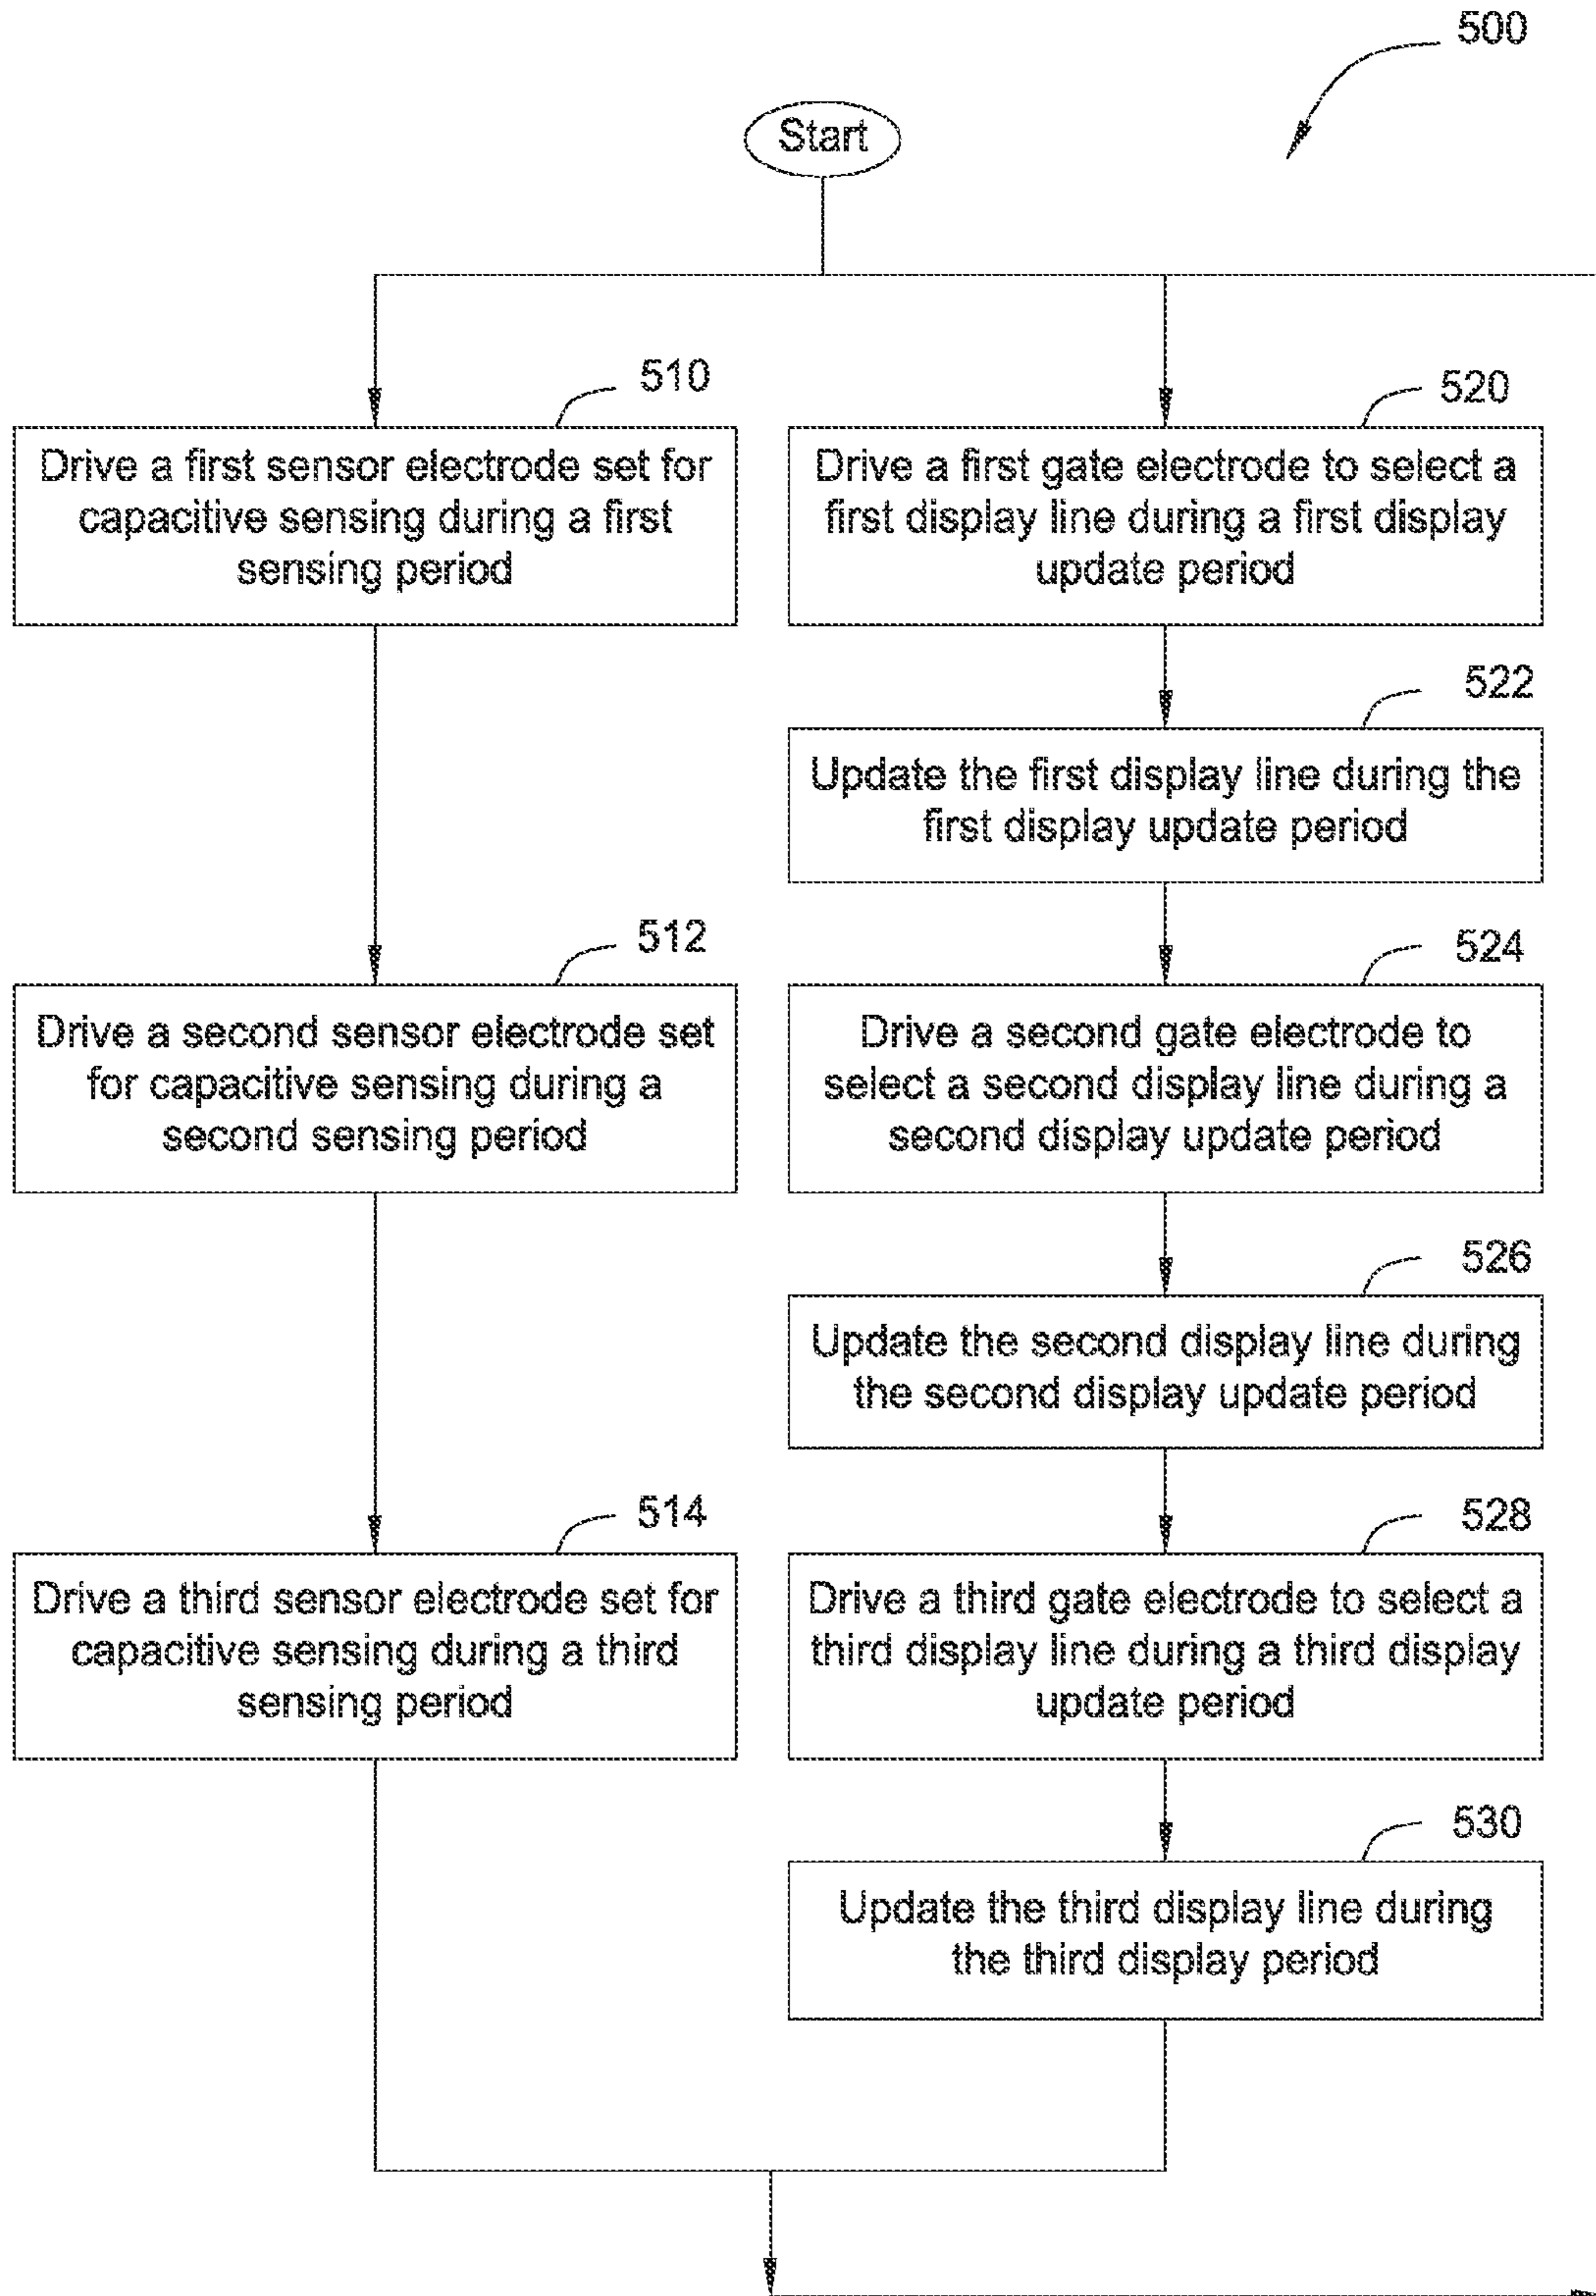 500
Start
510
Drive a first sensor electrode set for
capacitive sensing during a first
sensing period
520
Drive a first gate electrode to select a
first display line during a first display
update period
522
Update the first display line during the
first display update period
512
Drive a second sensor electrode set
for capacitive sensing during a
second sensing period
524
Drive a second gate electrode to
select a second display line during a
second display update period
526
Update the second display line during
the second display update period
514
Drive a third sensor electrode set for
capacitive sensing during a third
sensing period
528
Drive a third gate electrode to select a
third display line during a third display
update period
530
Update the third display line during
the third display period